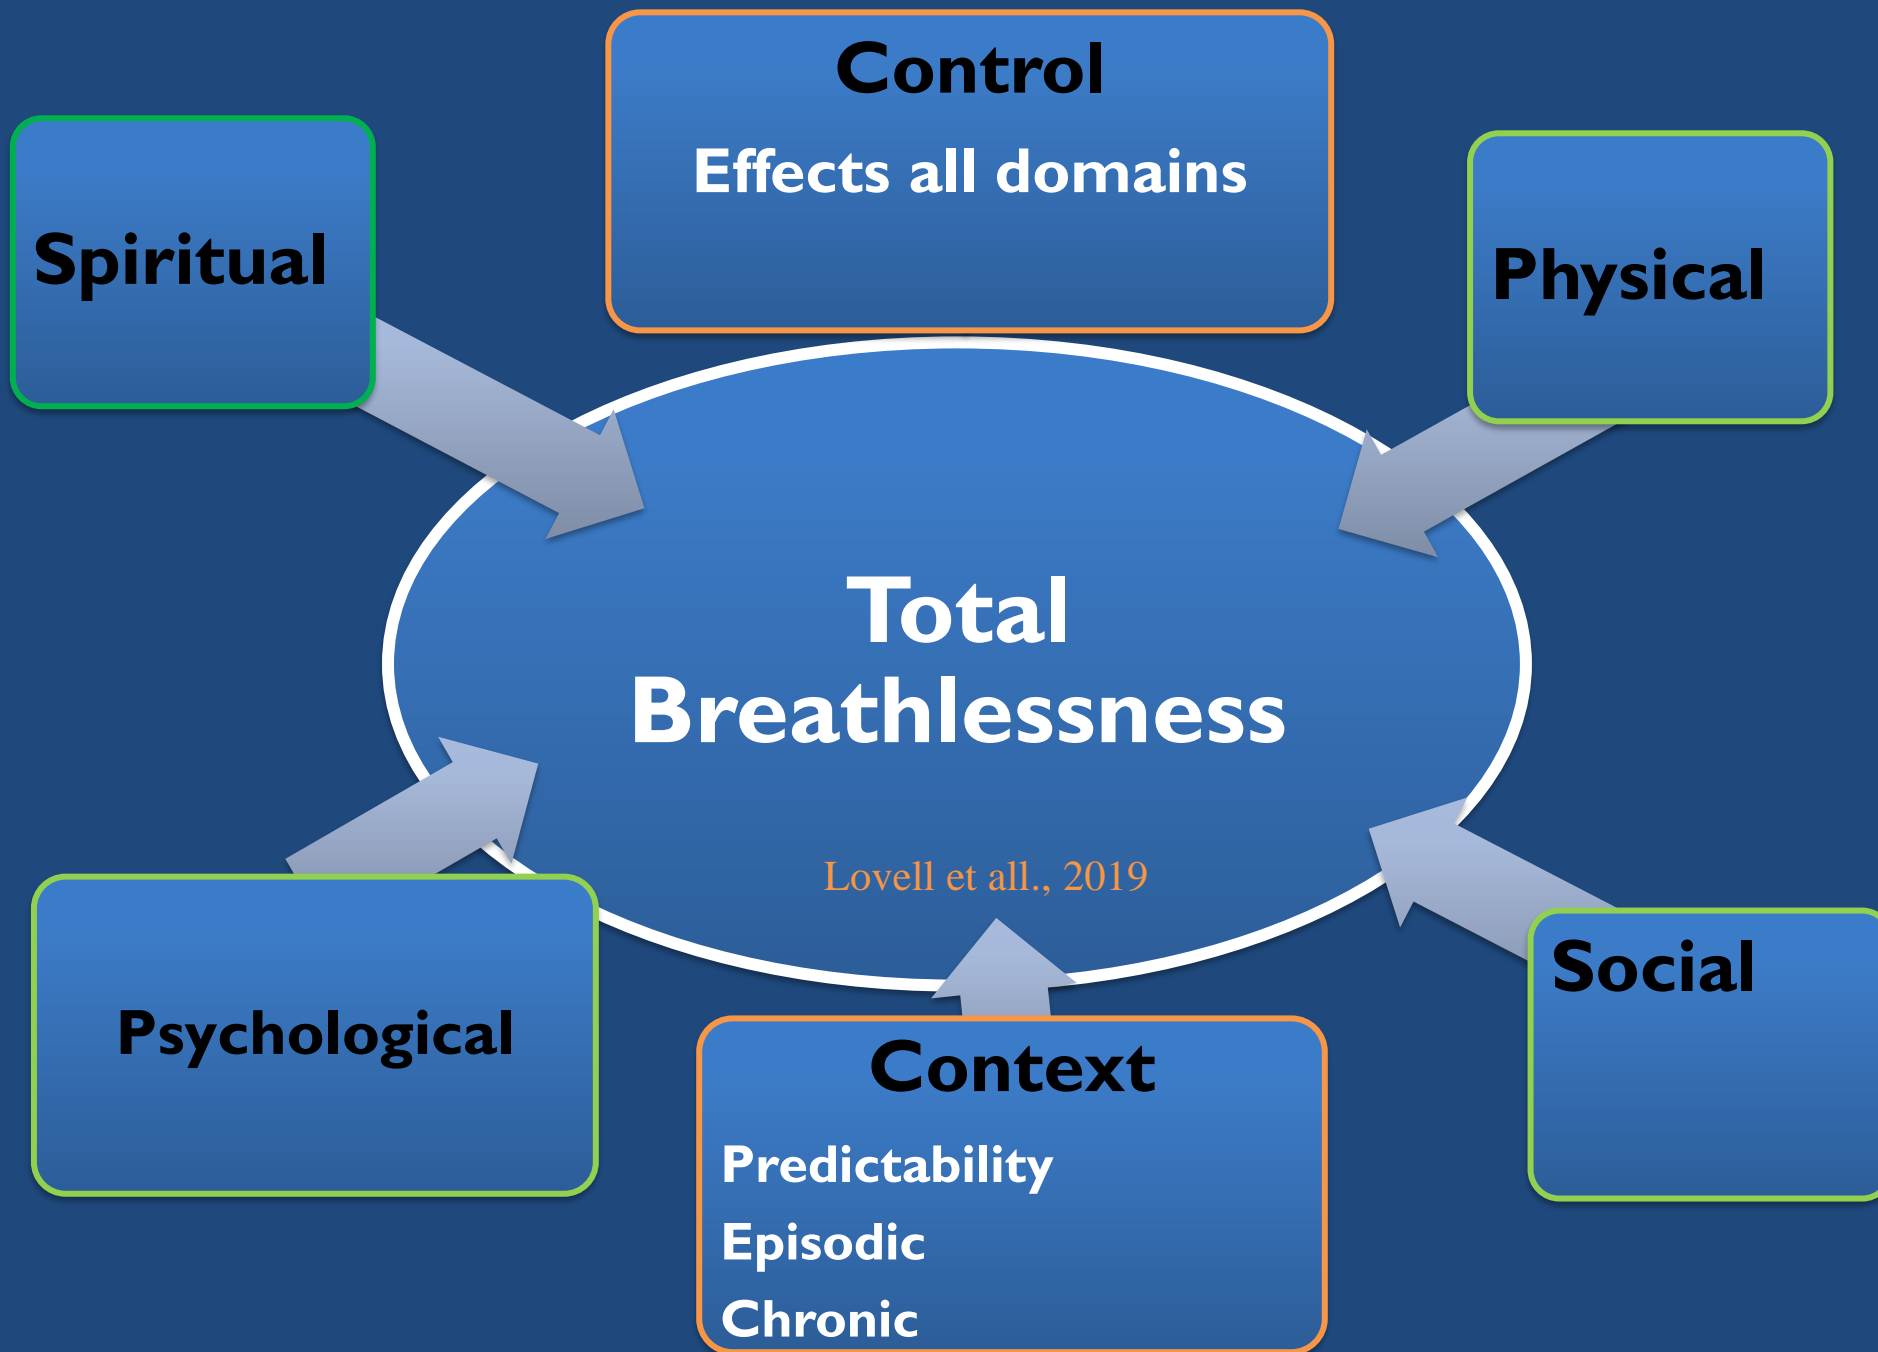 Control
Effects all domains
Spiritual
Physical
Total
Breathlessness
Lovell et all., 2019
Psychological
Social
Context
Predictability
Episodic
Chronic